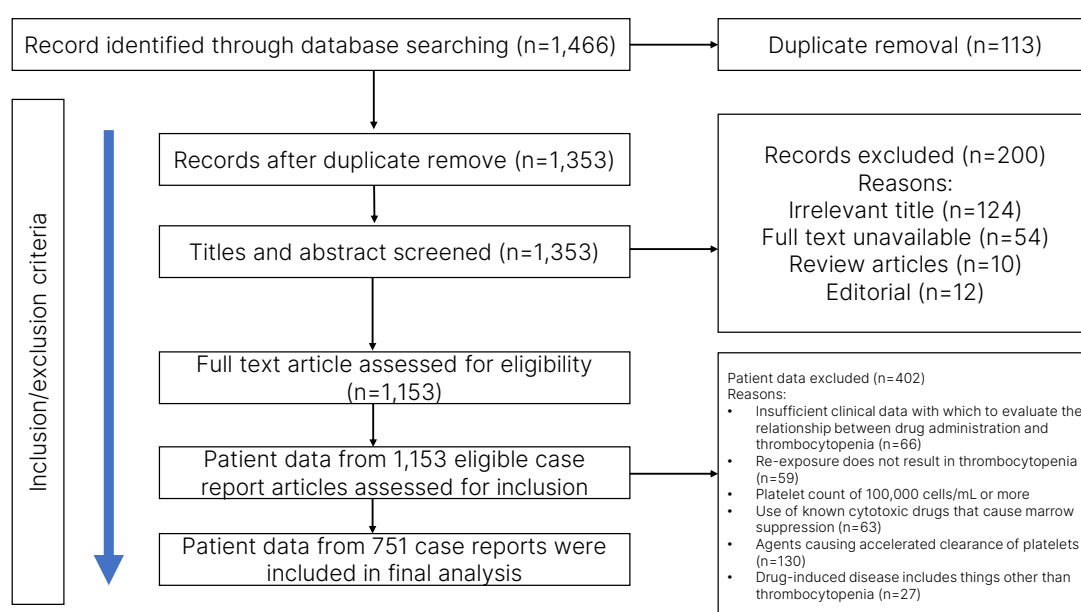 Record identified through database searching (n=1,466)
Duplicate removal (n=113)
Inclusion/exclusion criteria
Records after duplicate remove (n=1,353)
Titles and abstract screened (n=1,353)
Records excluded (n=200)
Reasons:
Irrelevant title (n=124)
Full text unavailable (n=54)
Review articles (n=10)
Editorial (n=12)
Full text article assessed for eligibility
(n=1,153)
Patient data from 1,153 eligible case
report articles assessed for inclusion
Patient data excluded (n=402)
Reasons:
• Insufficient clinical data with which to evaluate the
relationship between drug administration and
thrombocytopenia (n=66)
• Re-exposure does not result in thrombocytopenia
(n=59)
• Platelet count of 100,000 cells/mL or more
• Use of known cytotoxic drugs that cause marrow
suppression (n=63)
• Agents causing accelerated clearance of platelets
(n=130)
• Drug-induced disease includes things other than
thrombocytopenia (n=27)
Patient data from 751 case reports were
included in final analysis